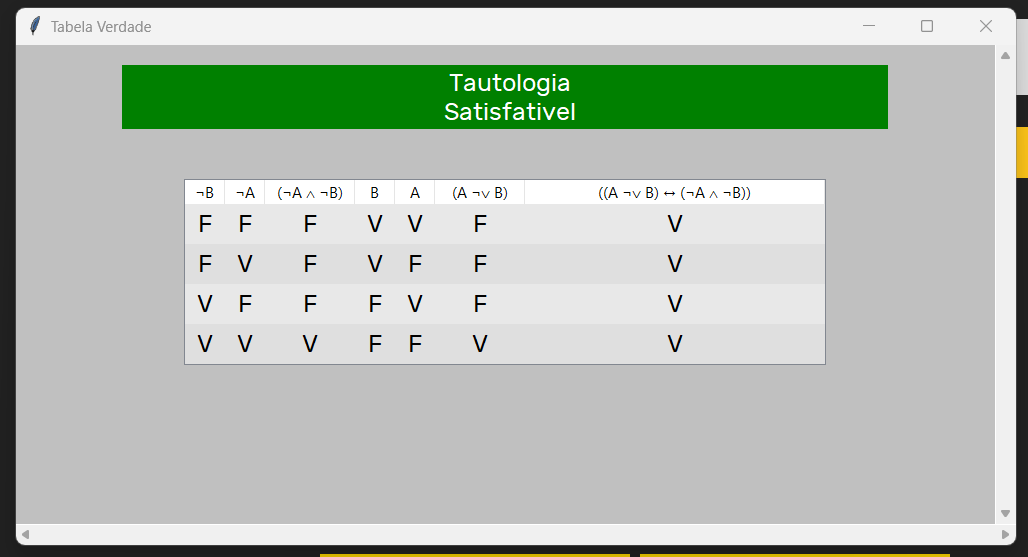 Tabela Verdade
Tautologia
Satisfativel
¬B ¬A (¬A ∧ ¬B) B A (A ¬∨ B) ((A ¬∨ B) ↔ (¬A ∧ ¬B))
F F F V V F V
F V F V F F V
V F F F V F V
V V V F F V V